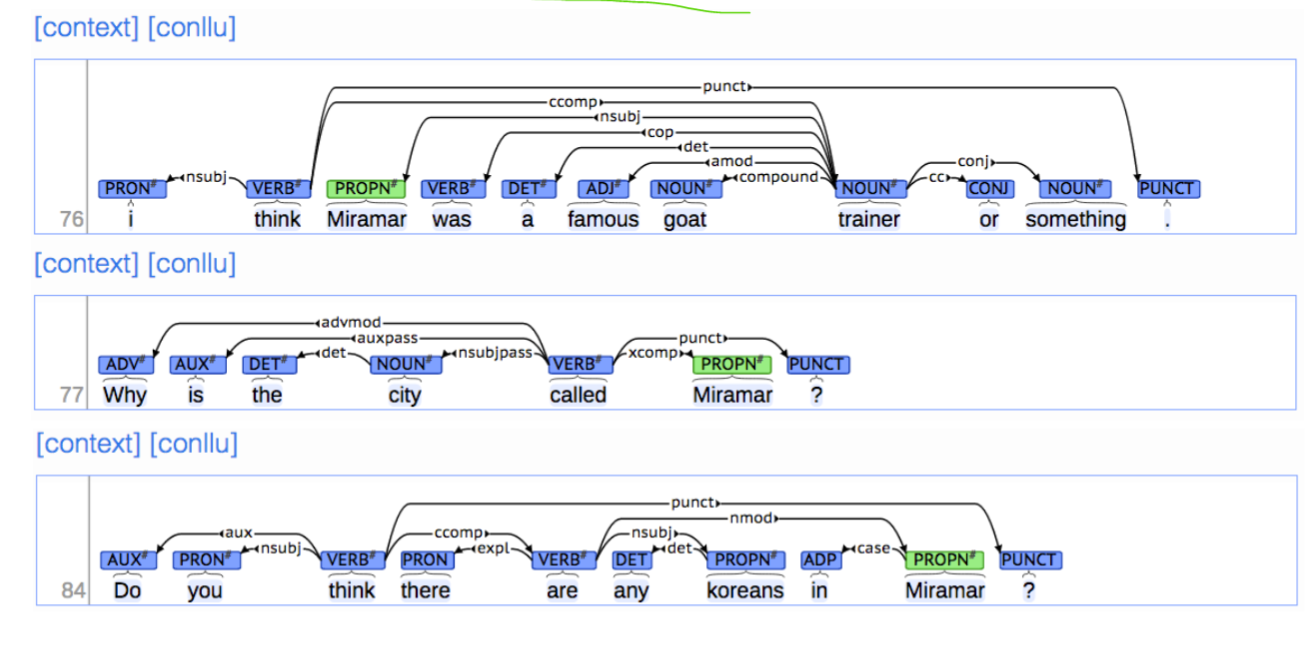 [context] [conllu]
punct
ccomp
nsubj
cop
det
amod conj
nsubj compound cc
PRON# VERB# PROPN# VERB# DET# ADJ# NOUN# NOUN# CONJ NOUN# PUNCT
76 i think Miramar was a famous goat trainer or something .
[context] [conllu]
advmod
auxpass punct
det nsubjpass xcomp
ADV# AUX# DET# NOUN# VERB# PROPN# PUNCT
77 Why is the city called Miramar ?
[context] [conllu]
punct
nmod
aux ccomp nsubj
nsubj expl det case
AUX# PRON# VERB# PRON VERB# DET PROPN# ADP PROPN# PUNCT
84 Do you think there are any koreans in Miramar ?